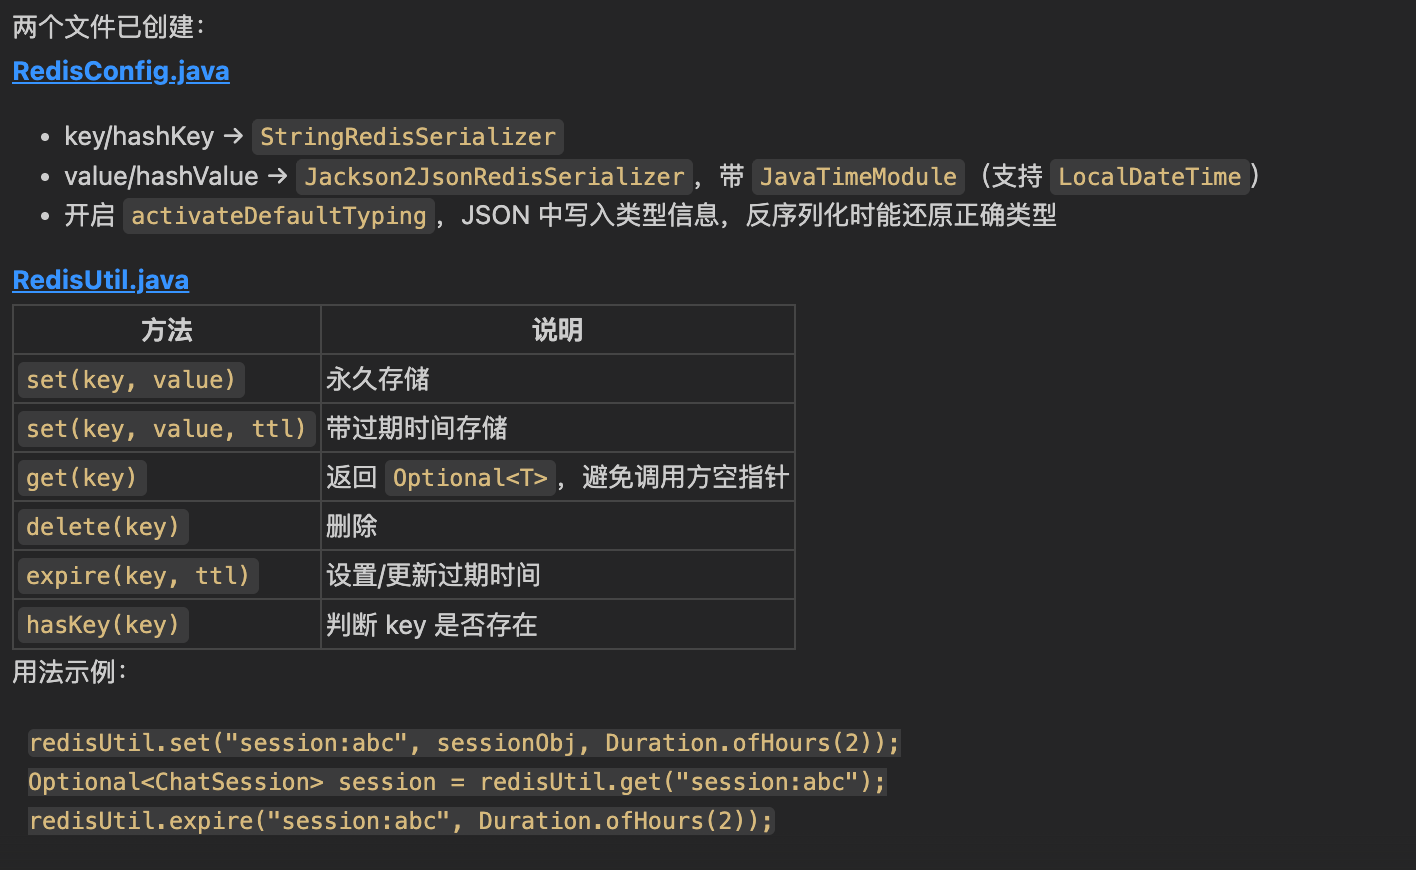 两个文件已创建：
RedisConfig.java
• key/hashKey → StringRedisSerializer
• value/hashValue → Jackson2JsonRedisSerializer，带 JavaTimeModule（支持 LocalDateTime）
• 开启 activateDefaultTyping，JSON 中写入类型信息，反序列化时能还原正确类型
RedisUtil.java
方法 说明
set(key, value) 永久存储
set(key, value, ttl) 带过期时间存储
get(key) 返回 Optional<T>，避免调用方空指针
delete(key) 删除
expire(key, ttl) 设置/更新过期时间
hasKey(key) 判断 key 是否存在
用法示例：
redisUtil.set("session:abc", sessionObj, Duration.ofHours(2));
Optional<ChatSession> session = redisUtil.get("session:abc");
redisUtil.expire("session:abc", Duration.ofHours(2));